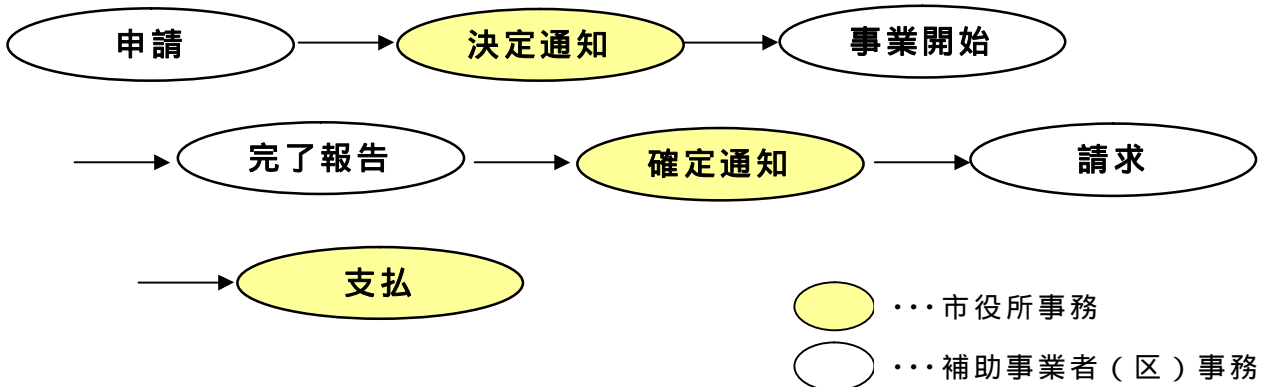 申請 決定通知 事業開始
完了報告 確定通知 請求
支払
･･･市役所事務
･･･補助事業者（区）事務